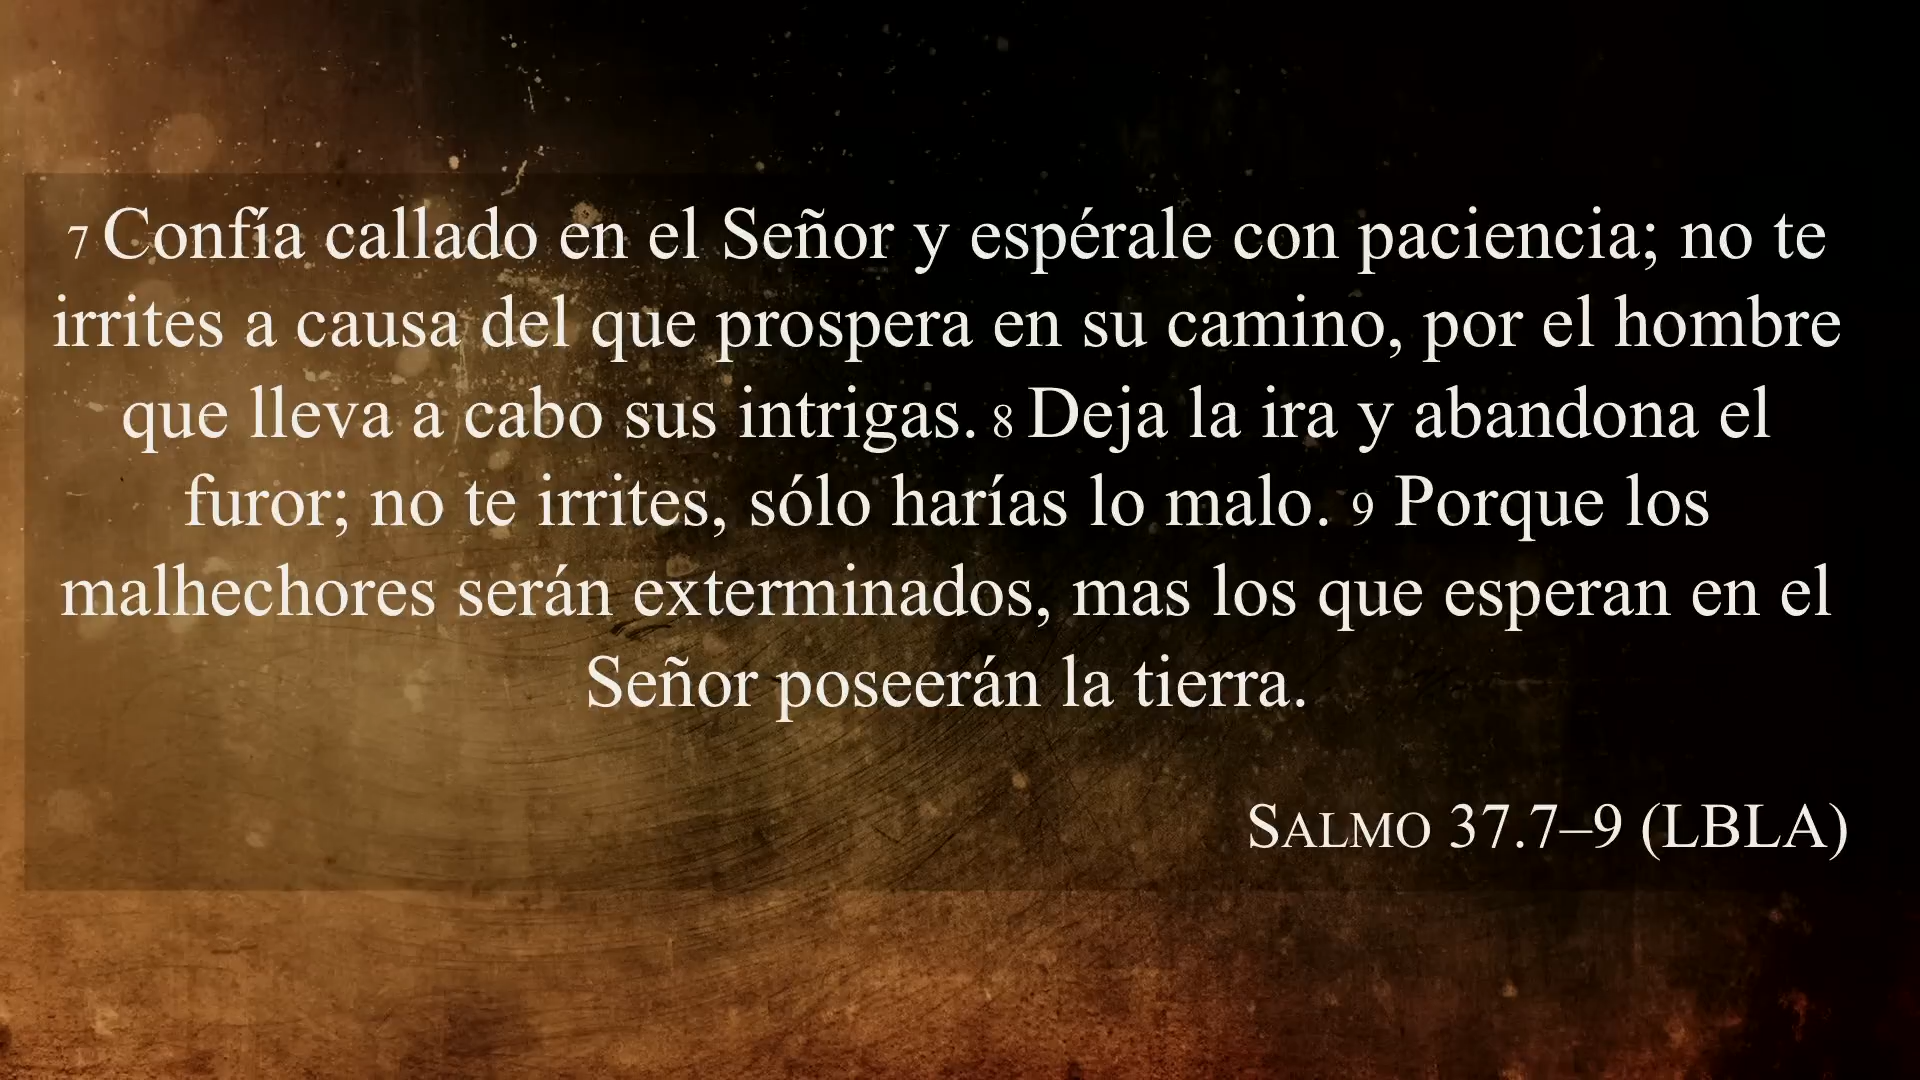 7 Confía callado en el Señor y espérale con paciencia; no te
irrites a causa del que prospera en su camino, por el hombre
que lleva a cabo sus intrigas. 8 Deja la ira y abandona el
furor; no te irrites, sólo harías lo malo. 9 Porque los
malhechores serán exterminados, mas los que esperan en el
Señor poseerán la tierra.
SALMO 37.7–9 (LBLA)